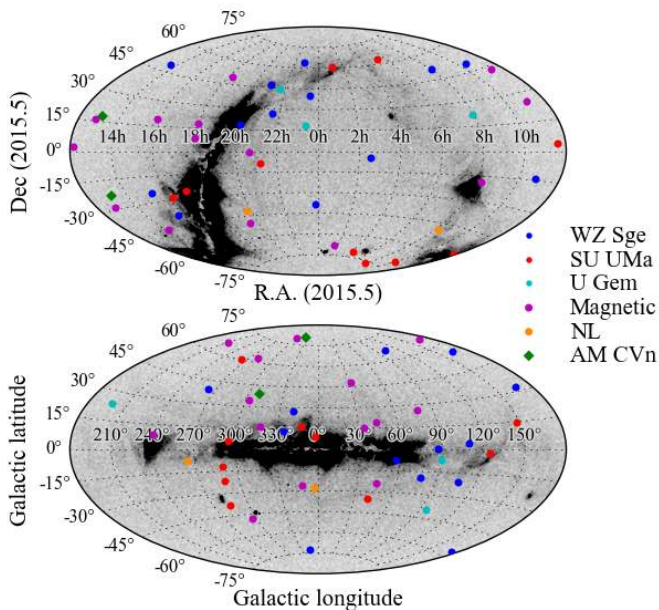 75°
60°
45°
30°
15°
0°
-15°
-30°
-45°
-60°
-75°
14h 16h 18h 20h 22h 0h 2h 4h 6h 8h 10h
Dec (2015.5)
R.A. (2015.5)
WZ Sge
SU UMa
U Gem
Magnetic
NL
AM CVn
75°
60°
45°
30°
15°
0°
-15°
-30°
-45°
-60°
-75°
210° 240° 270° 300° 330° 0° 30° 60° 90° 120° 150°
Galactic latitude
Galactic longitude